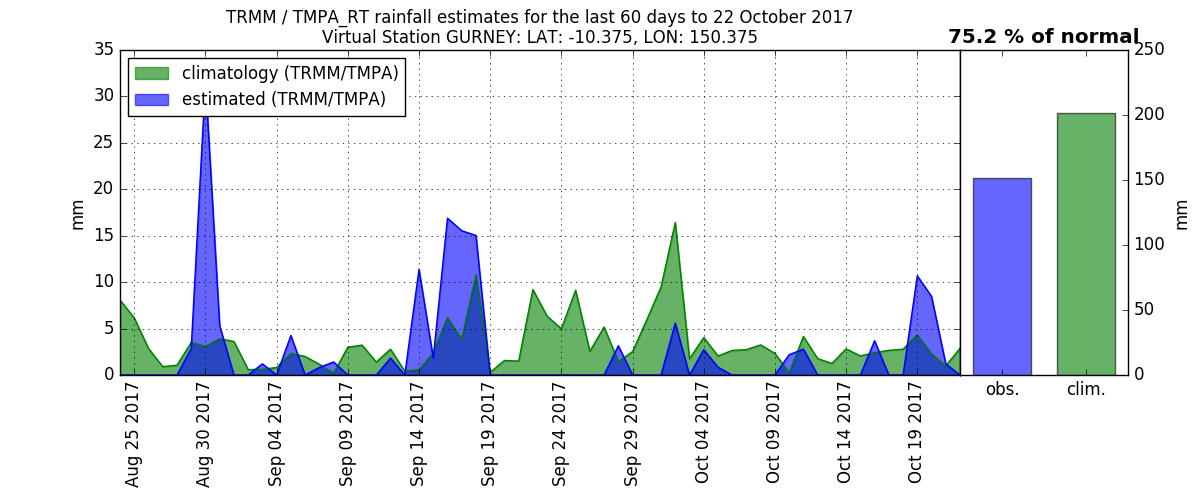 TRMM / TMPA_RT rainfall estimates for the last 60 days to 22 October 2017
Virtual Station GURNEY: LAT: -10.375, LON: 150.375
75.2 % of normal
climatology (TRMM/TMPA)
estimated (TRMM/TMPA)
mm
35
30
25
20
15
10
5
0
Aug 25 2017
Aug 30 2017
Sep 04 2017
Sep 09 2017
Sep 14 2017
Sep 19 2017
Sep 24 2017
Sep 29 2017
Oct 04 2017
Oct 09 2017
Oct 14 2017
Oct 19 2017
obs.
clim.
250
200
150
100
50
0
mm